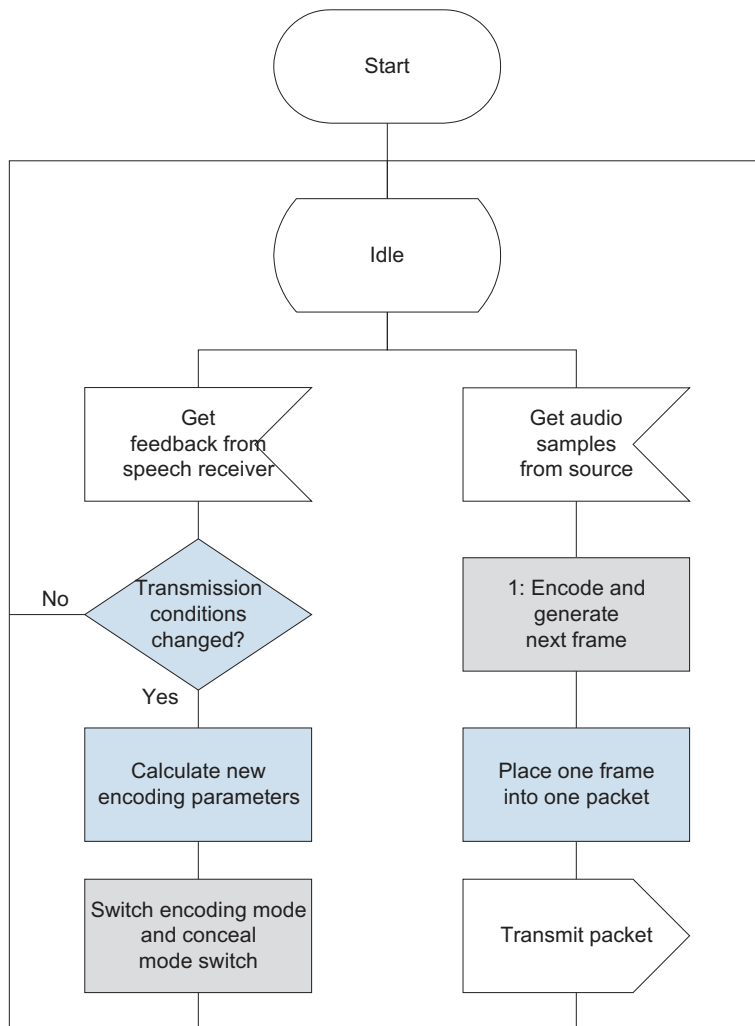 Start
Idle
Get
feedback from
speech receiver
Get audio
samples
from source
Transmission
conditions
changed?
No
Yes
1: Encode and
generate
next frame
Calculate new
encoding parameters
Place one frame
into one packet
Switch encoding mode
and conceal
mode switch
Transmit packet